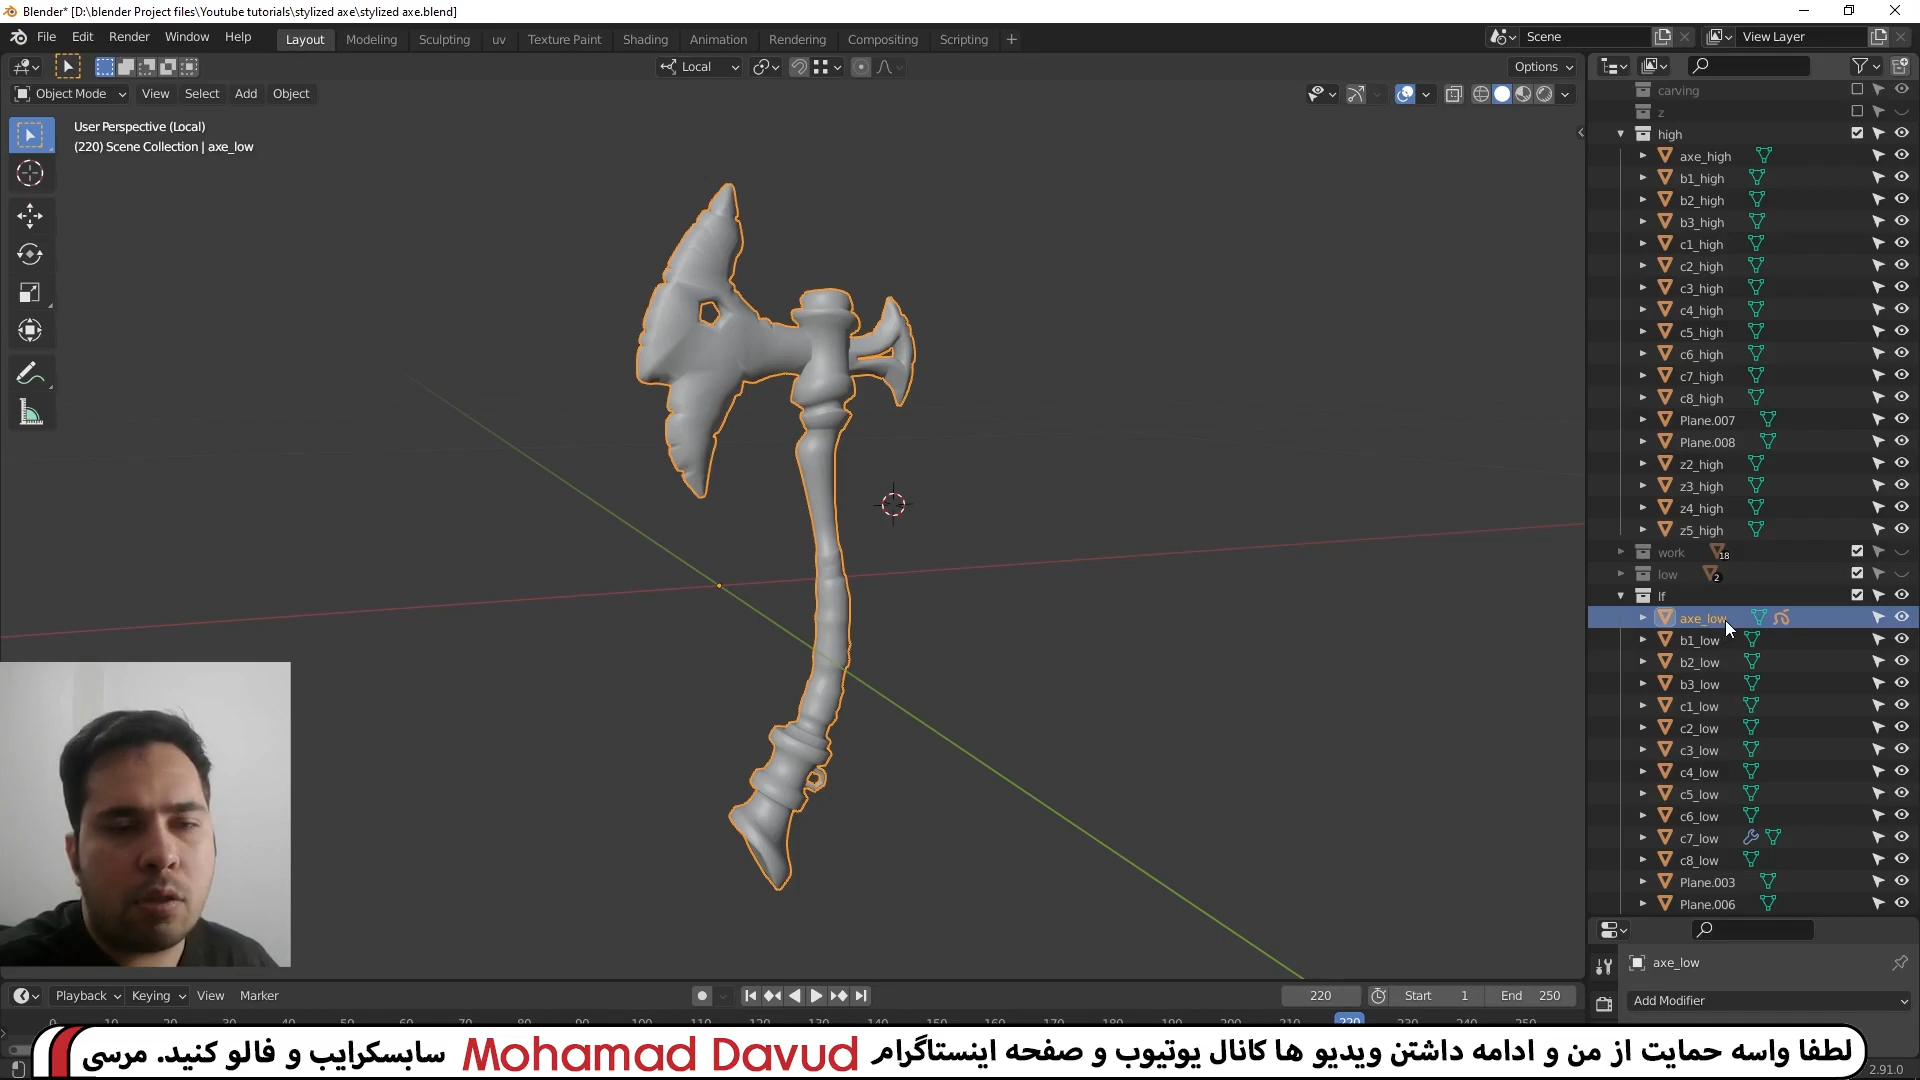 Blender* [D:\blender Project files\Youtube tutorials\stylized axe\stylized axe.blend]
File Edit Render Window Help Layout Modeling Sculpting uv Texture Paint Shading Animation Rendering Compositing Scripting + Scene View Layer
Local Options
Object Mode View Select Add Object
User Perspective (Local)
(220) Scene Collection | axe_low
carving
z
high
axe_high
b1_high
b2_high
b3_high
c1_high
c2_high
c3_high
c4_high
c5_high
c6_high
c7_high
c8_high
Plane.007
Plane.008
z2_high
z3_high
z4_high
z5_high
work 18
low 2
lf
axe_low
b1_low
b2_low
b3_low
c1_low
c2_low
c3_low
c4_low
c5_low
c6_low
c7_low
c8_low
Plane.003
Plane.006
axe_low
Add Modifier
Playback Keying View Marker 220 Start 1 End 250
220
لطفا واسه حمایت از من و ادامه داشتن ویدیو ها کانال یوتیوب و صفحه اینستاگرام Mohamad Davud سابسکرایب و فالو کنید. مرسی
2.91.0